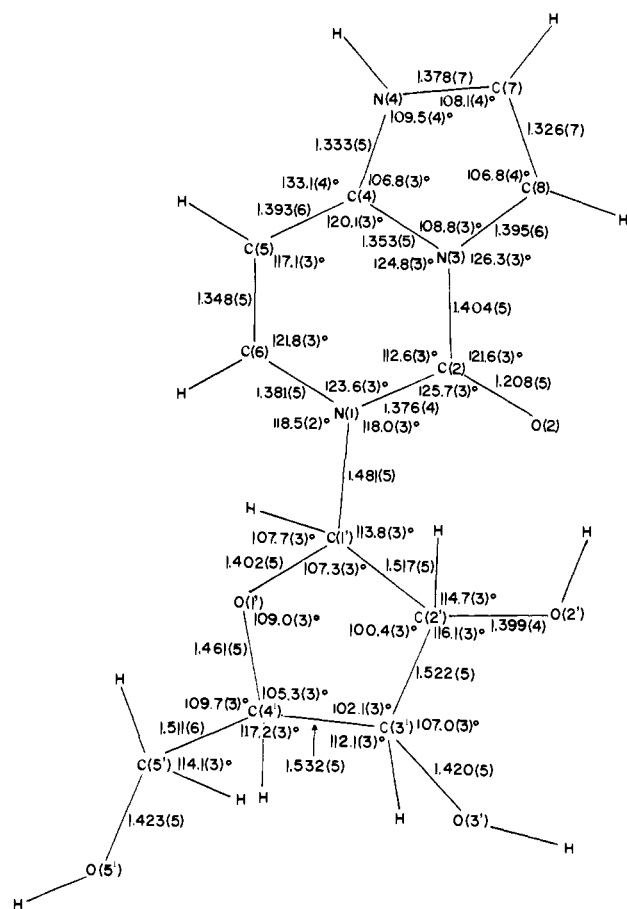 H
H
1.378(7)
N(4)
C(7)
108.1(4)°
109.5(4)°
1.333(5)
1.326(7)
133.1(4)°
106.8(3)°
106.8(4)°
C(8)
H
C(4)
1.393(6)
120.1(3)°
108.8(3)°
1.395(6)
H
1.353(5)
C(5)
117.1(3)°
124.8(3)°
N(3)
126.3(3)°
1.348(5)
1.404(5)
121.8(3)°
C(6)
112.6(3)°
C(2)
121.6(3)°
1.208(5)
H
1.381(5)
123.6(3)°
125.7(3)°
1.376(4)
N(1)
118.5(2)°
118.0(3)°
O(2)
1.481(5)
H
107.7(3)°
C(1')
113.8(3)°
H
H
1.402(5)
107.3(3)°
1.517(5)
O(1')
114.7(3)°
109.0(3)°
100.4(3)°
C(2')
116.1(3)°
1.399(4)
O(2')
1.461(5)
1.522(5)
H
109.7(3)°
105.3(3)°
102.1(3)°
C(4')
C(3')
107.0(3)°
1.511(6)
117.2(3)°
112.1(3)°
C(5')
114.1(3)°
1.532(5)
1.420(5)
H
H
H
1.423(5)
O(3')
H
O(5')
H